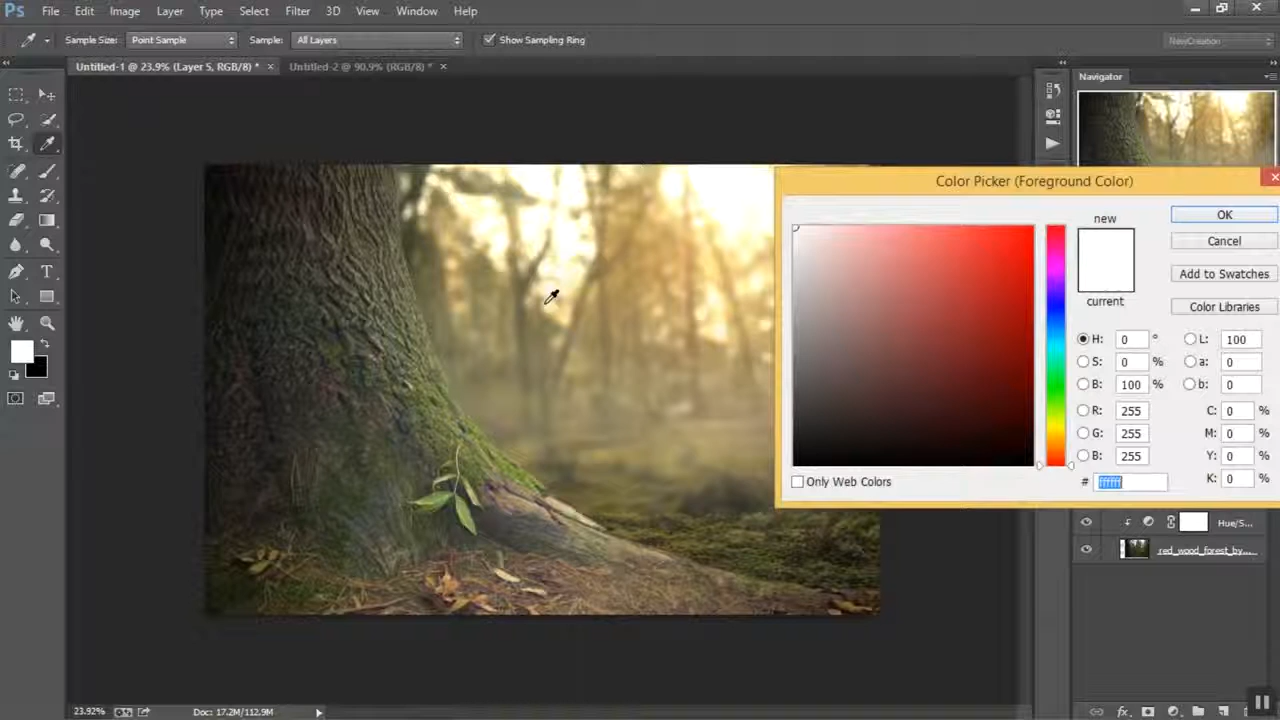 Ps File Edit Image Layer Type Select Filter 3D View Window Help
Sample Size: Point Sample Sample: All Layers Show Sampling Ring NewCreation
Untitled-1 @ 23.9% (Layer 5, RGB/8) * × Untitled-2 @ 90.9% (RGB/8) * ×
Navigator
Color Picker (Foreground Color)
new
OK
Cancel
Add to Swatches
current
Color Libraries
H: 0 ° L: 100
S: 0 % a: 0
B: 100 % b: 0
R: 255 C: 0 %
G: 255 M: 0 %
B: 255 Y: 0 %
Only Web Colors # ffffff K: 0 %
Hue/S...
red_wood_forest_by...
23.92% Doc: 17.2M/112.9M
fx